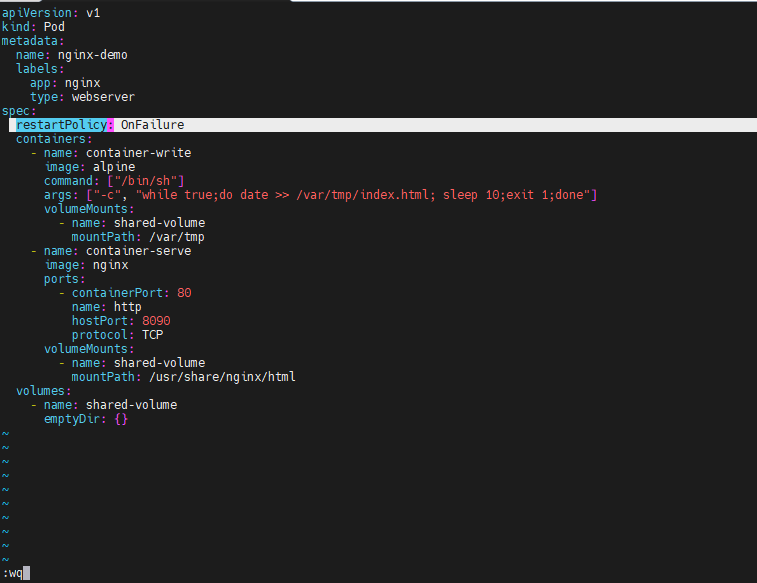 apiVersion: v1
kind: Pod
metadata:
  name: nginx-demo
  labels:
    app: nginx
    type: webserver
spec:
  restartPolicy: OnFailure
  containers:
    - name: container-write
      image: alpine
      command: ["/bin/sh"]
      args: ["-c", "while true;do date >> /var/tmp/index.html; sleep 10;exit 1;done"]
      volumeMounts:
        - name: shared-volume
          mountPath: /var/tmp
    - name: container-serve
      image: nginx
      ports:
        - containerPort: 80
          name: http
          hostPort: 8090
          protocol: TCP
      volumeMounts:
        - name: shared-volume
          mountPath: /usr/share/nginx/html
  volumes:
    - name: shared-volume
      emptyDir: {}
~
~
~
~
~
~
~
~
~
~
:wq